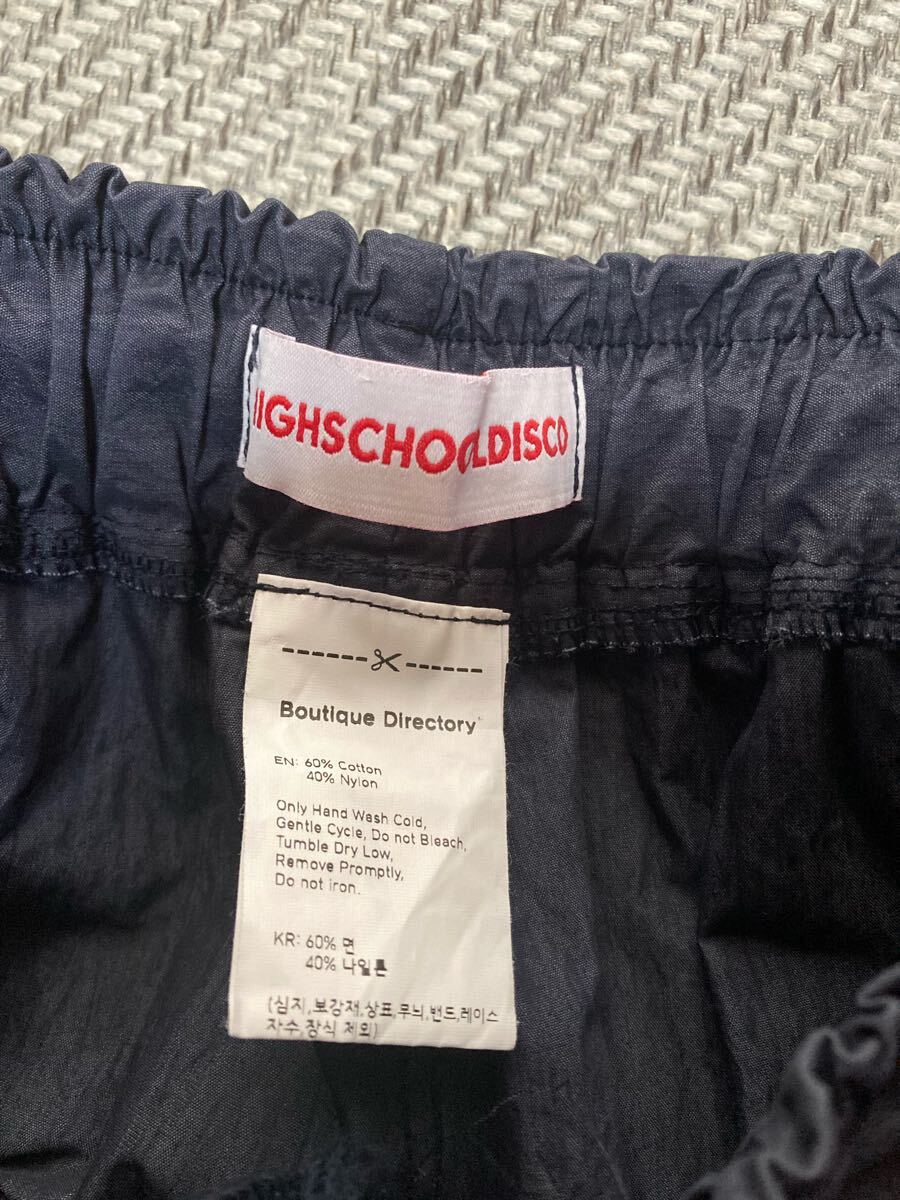 HIGHSCHOOLDISCO
Boutique Directory
EN: 60% Cotton
40% Nylon
Only Hand Wash Cold,
Gentle Cycle, Do not Bleach,
Tumble Dry Low,
Remove Promptly,
Do not iron.
KR: 60% 면
40% 나일론
(심지,보강재,상표,무늬,밴드,레이스
자수,장식 제외)